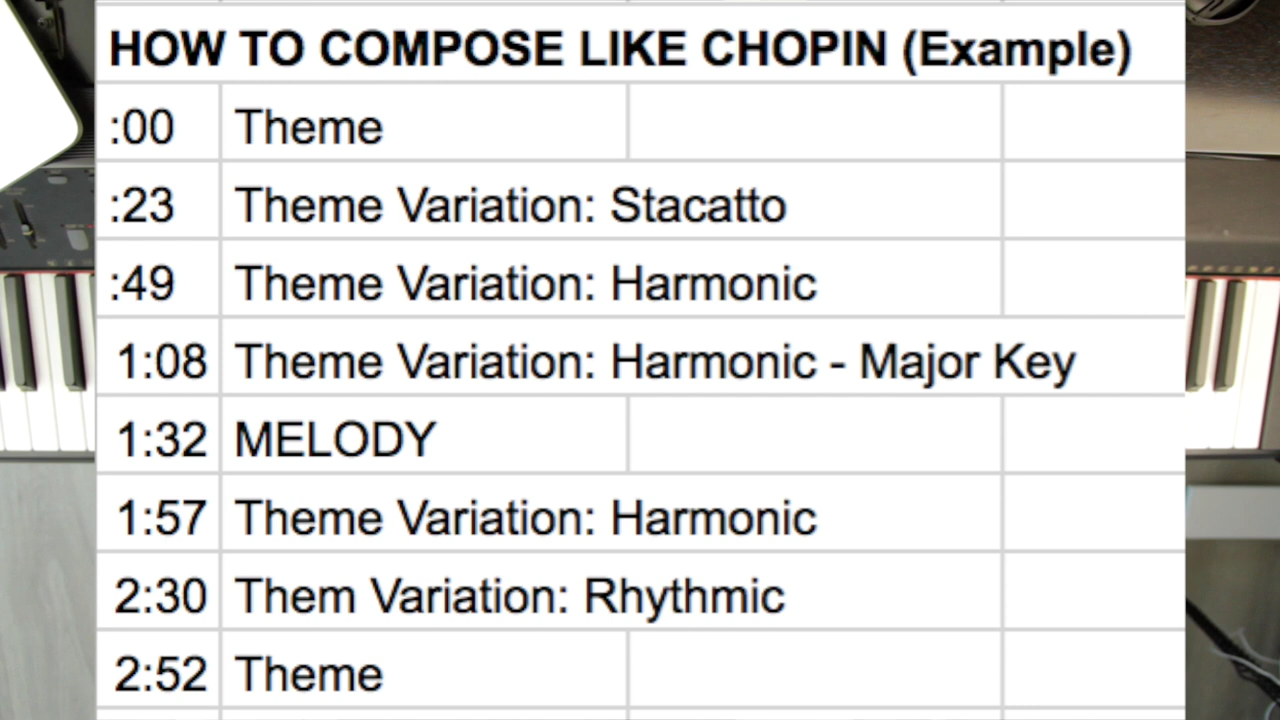 HOW TO COMPOSE LIKE CHOPIN (Example)
:00 Theme
:23 Theme Variation: Stacatto
:49 Theme Variation: Harmonic
1:08 Theme Variation: Harmonic - Major Key
1:32 MELODY
1:57 Theme Variation: Harmonic
2:30 Them Variation: Rhythmic
2:52 Theme